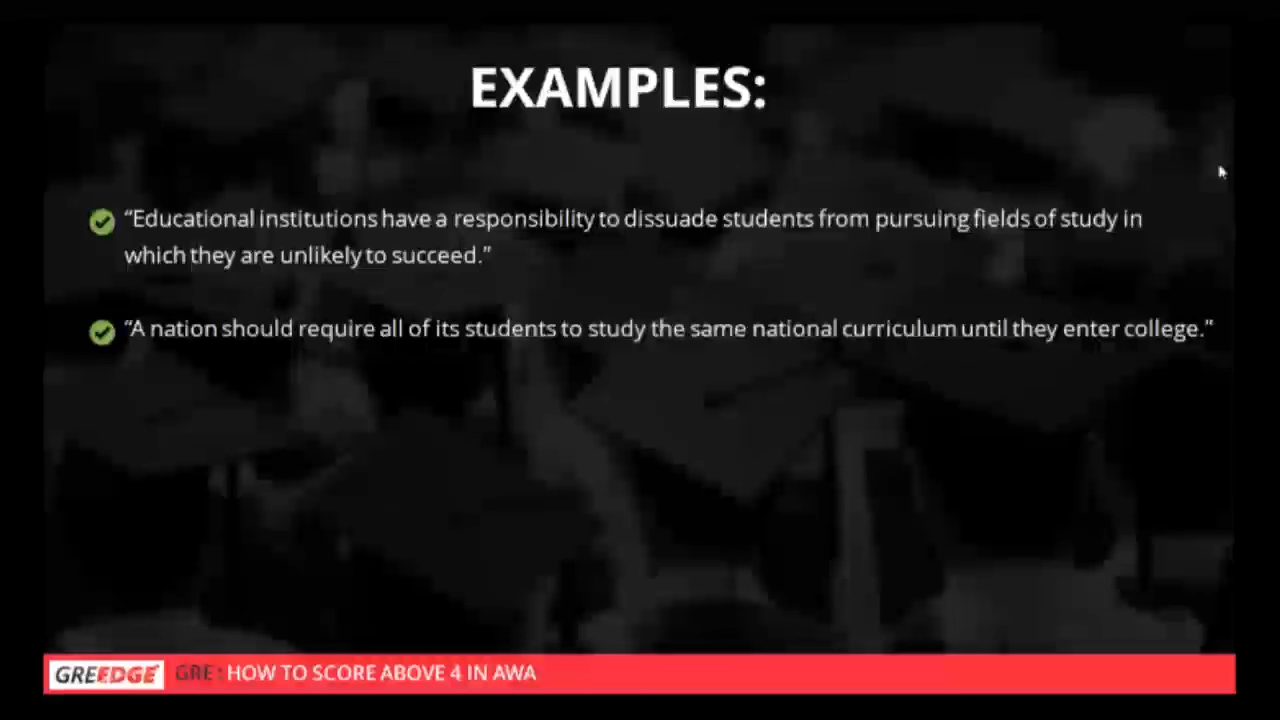 EXAMPLES:
“Educational institutions have a responsibility to dissuade students from pursuing fields of study in
which they are unlikely to succeed.”
“A nation should require all of its students to study the same national curriculum until they enter college.”
GREEDGE GRE : HOW TO SCORE ABOVE 4 IN AWA